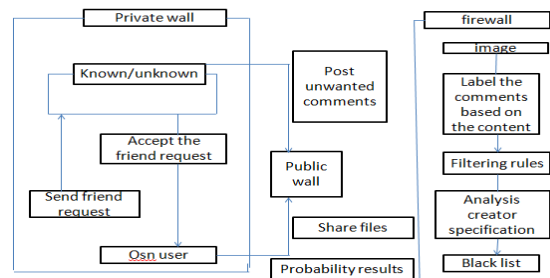 Private wall
firewall
image
Known/unknown
Post
unwanted
comments
Label the
comments
based on
the content
Accept the
friend request
Public
wall
Filtering rules
Send friend
request
Analysis
creator
specification
Share files
Osn user
Probability results
Black list